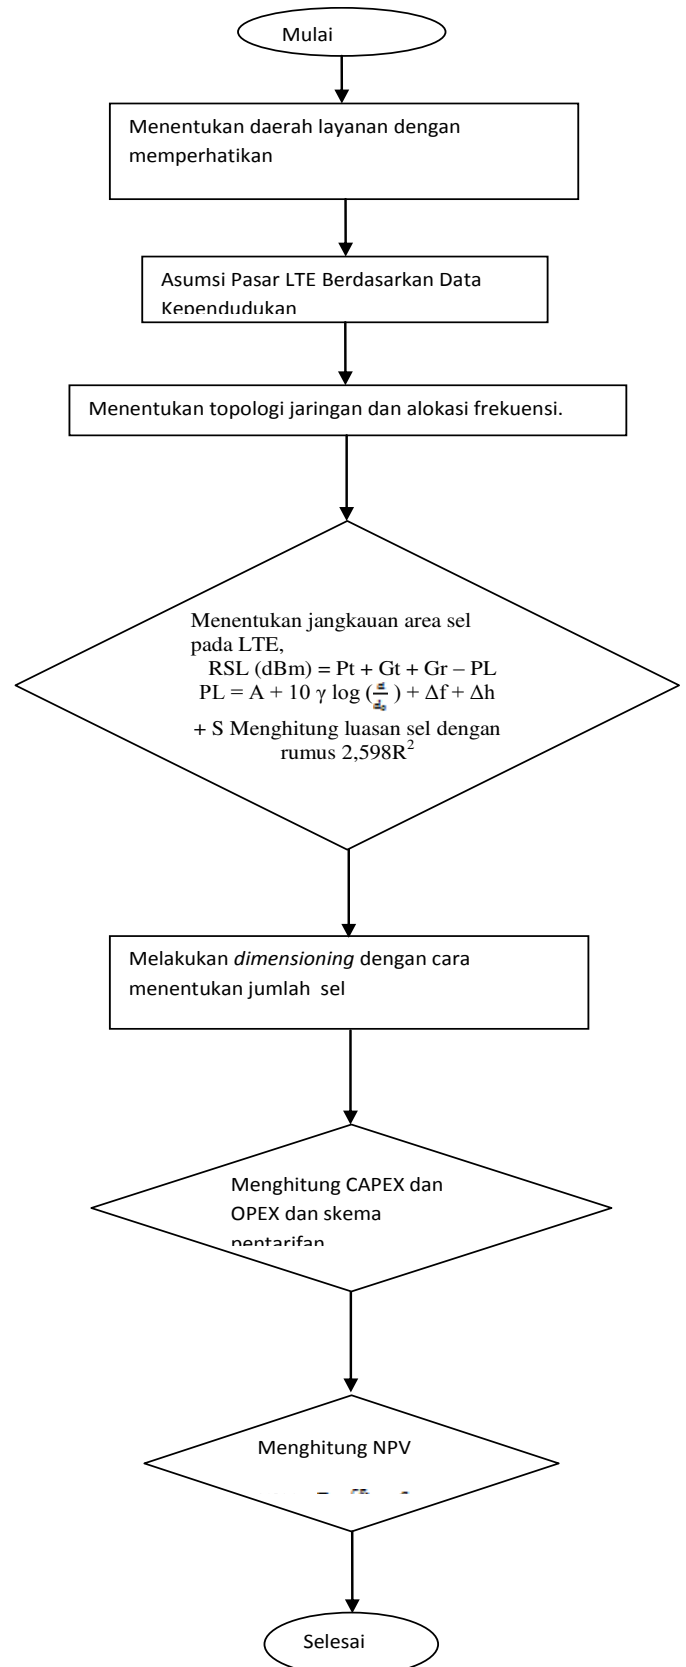 Mulai
Menentukan daerah layanan dengan
memperhatikan
Asumsi Pasar LTE Berdasarkan Data
Kependudukan
Menentukan topologi jaringan dan alokasi frekuensi.
Menentukan jangkauan area sel
pada LTE,
RSL (dBm) = Pt + Gt + Gr – PL
PL = A + 10 γ log (d/d₀) + Δf + Δh
+ S Menghitung luasan sel dengan
rumus 2,598R²
Melakukan dimensioning dengan cara
menentukan jumlah sel
Menghitung CAPEX dan
OPEX dan skema
pentarifan
Menghitung NPV
Selesai